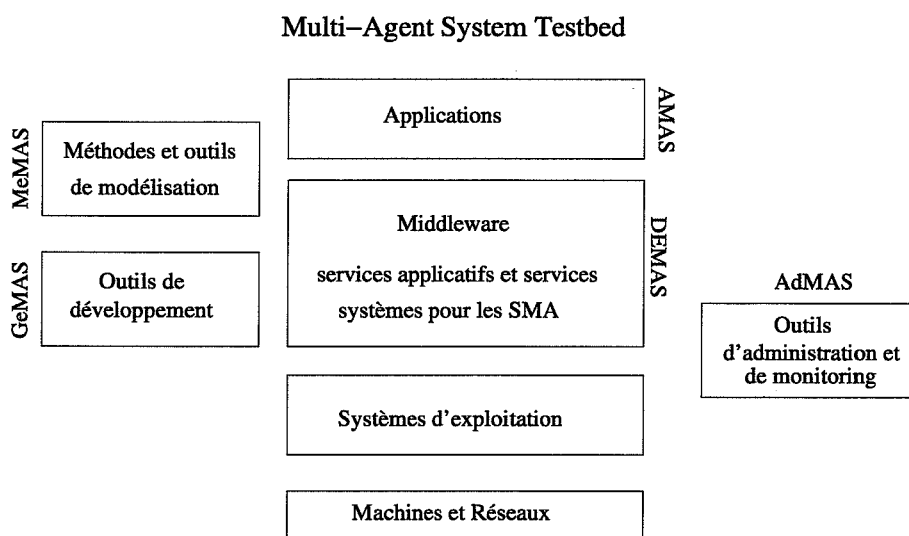 Multi–Agent System Testbed
MeMAS
Méthodes et outils
de modélisation
GeMAS
Outils de
développement
Applications
AMAS
Middleware
services applicatifs et services
systèmes pour les SMA
DEMAS
Systèmes d'exploitation
Machines et Réseaux
AdMAS
Outils
d'administration et
de monitoring